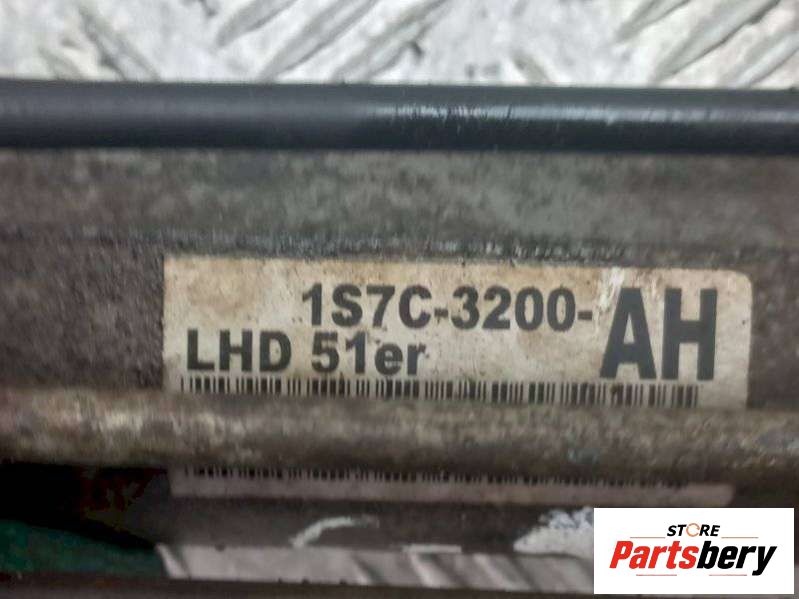 1S7C-3200-AH
LHD 51er
STORE
Partsbery